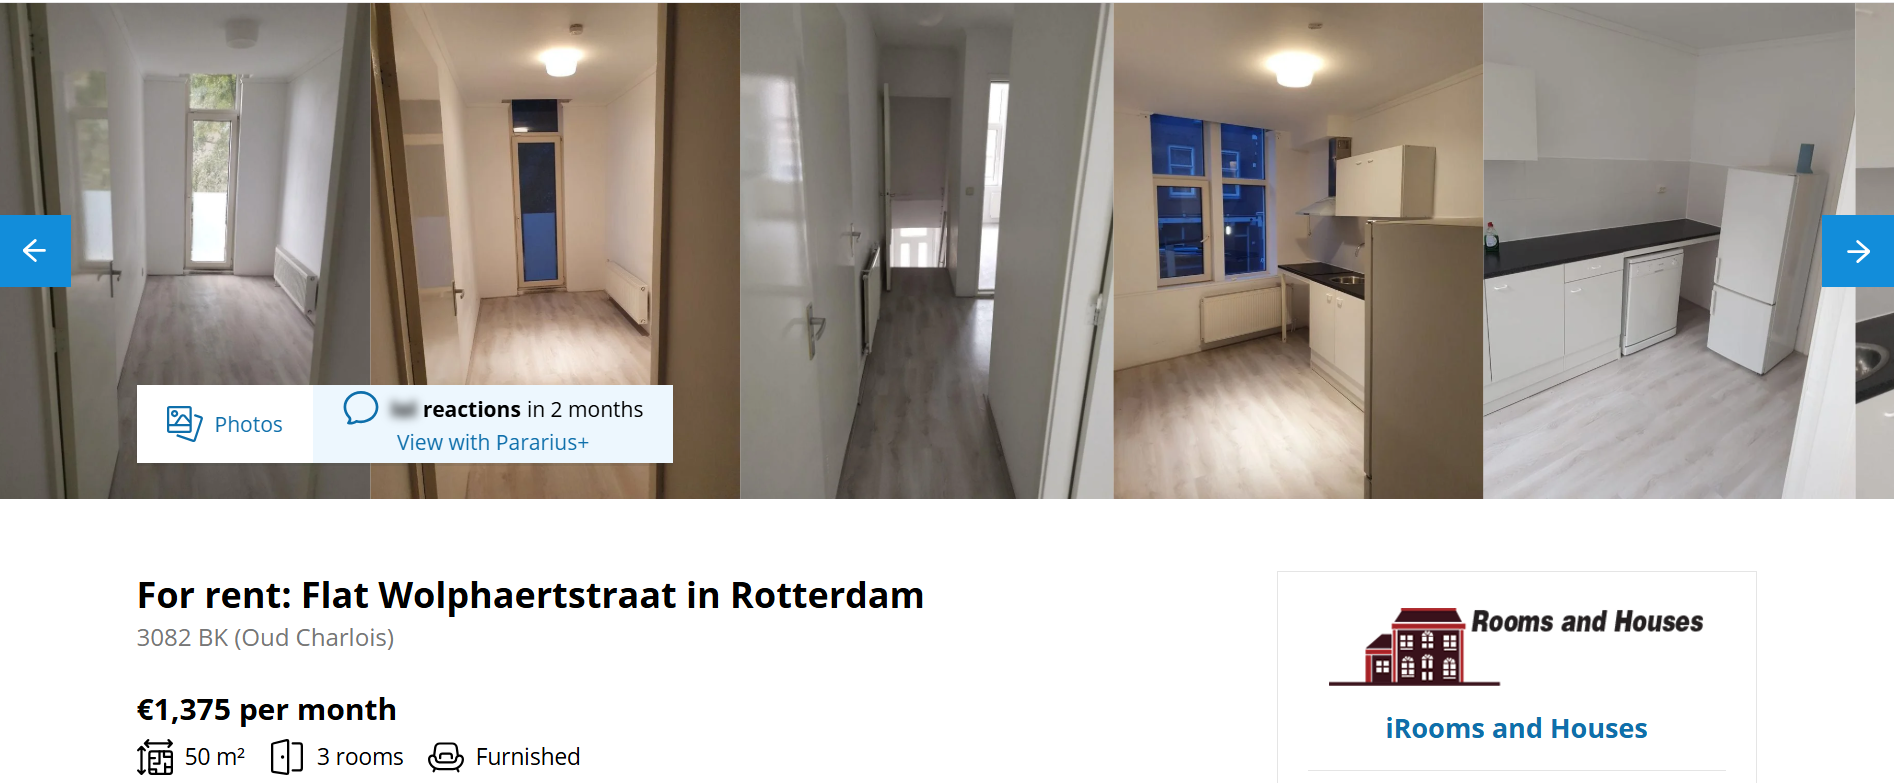 Photos
reactions in 2 months
View with Pararius+
For rent: Flat Wolphaertstraat in Rotterdam
3082 BK (Oud Charlois)
€1,375 per month
50 m² 3 rooms Furnished
Rooms and Houses
iRooms and Houses